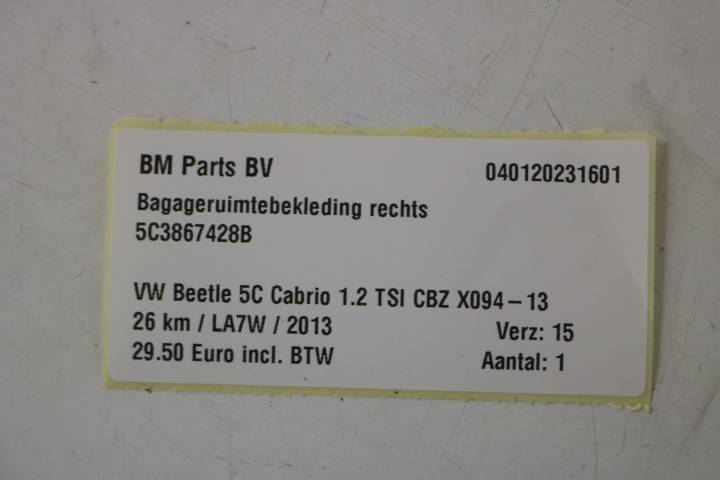 BM Parts BV 040120231601
Bagageruimtebekleding rechts
5C3867428B
VW Beetle 5C Cabrio 1.2 TSI CBZ X094-13
26 km / LA7W / 2013 Verz: 15
29.50 Euro incl. BTW Aantal: 1